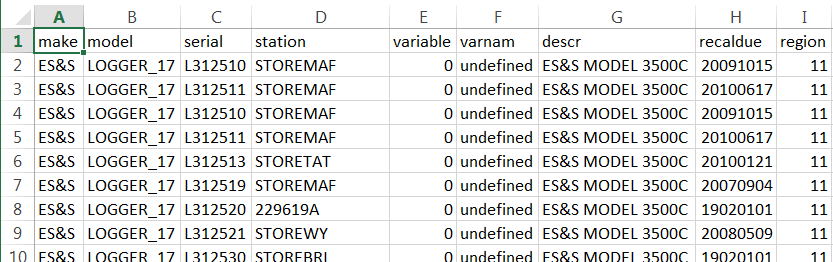 A B C D E F G H I
1 make model serial station variable varnam descr recaldue region
2 ES&S LOGGER_17 L312510 STOREMAF 0 undefined ES&S MODEL 3500C 20091015 11
3 ES&S LOGGER_17 L312511 STOREMAF 0 undefined ES&S MODEL 3500C 20100617 11
4 ES&S LOGGER_17 L312510 STOREMAF 0 undefined ES&S MODEL 3500C 20091015 11
5 ES&S LOGGER_17 L312511 STOREMAF 0 undefined ES&S MODEL 3500C 20100617 11
6 ES&S LOGGER_17 L312513 STORETAT 0 undefined ES&S MODEL 3500C 20100121 11
7 ES&S LOGGER_17 L312519 STOREMAF 0 undefined ES&S MODEL 3500C 20070904 11
8 ES&S LOGGER_17 L312520 229619A 0 undefined ES&S MODEL 3500C 19020101 11
9 ES&S LOGGER_17 L312521 STOREWY 0 undefined ES&S MODEL 3500C 20080509 11
10 ES&S LOGGER_17 L312530 STOREBRI 0 undefined ES&S MODEL 3500C 19020101 11